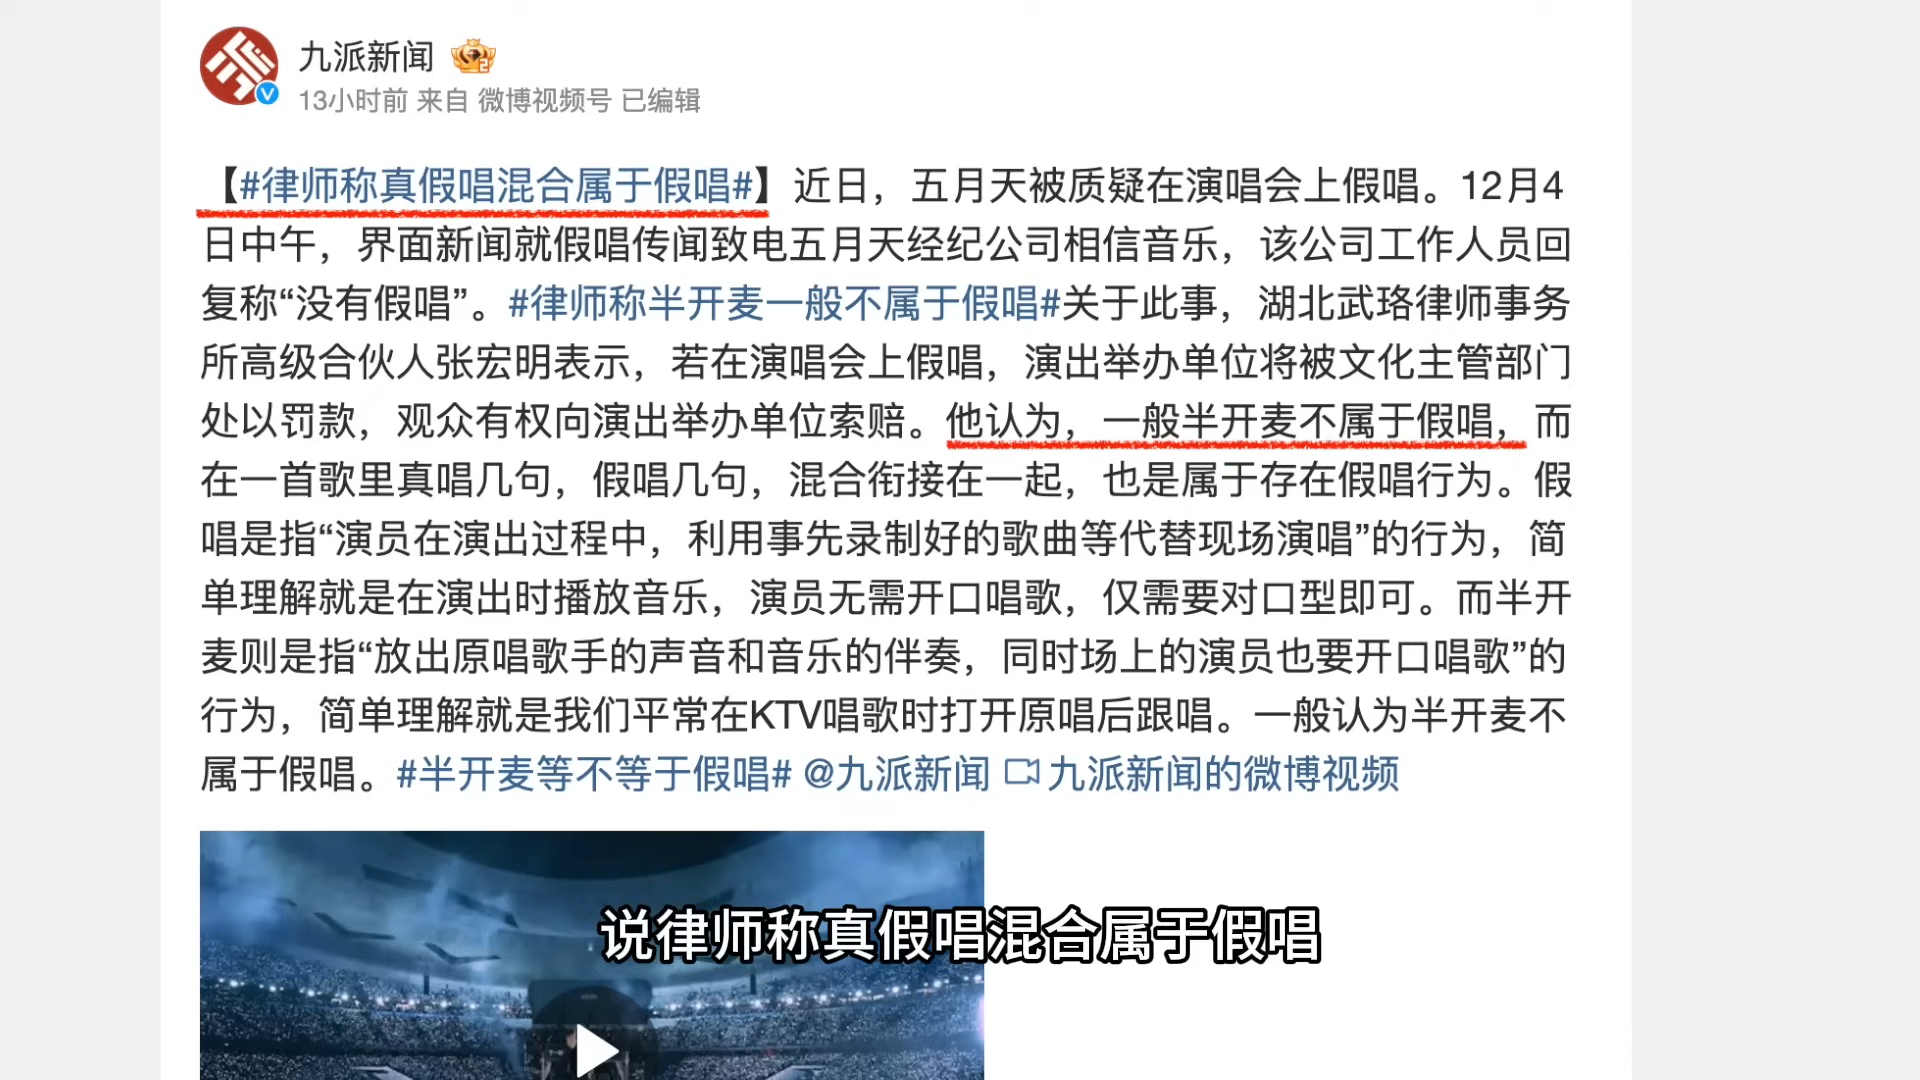 九派新闻
13小时前 来自 微博视频号 已编辑
【#律师称真假唱混合属于假唱#】近日，五月天被质疑在演唱会上假唱。12月4
日中午，界面新闻就假唱传闻致电五月天经纪公司相信音乐，该公司工作人员回
复称“没有假唱”。#律师称半开麦一般不属于假唱#关于此事，湖北武珞律师事务
所高级合伙人张宏明表示，若在演唱会上假唱，演出举办单位将被文化主管部门
处以罚款，观众有权向演出举办单位索赔。他认为，一般半开麦不属于假唱，而
在一首歌里真唱几句，假唱几句，混合衔接在一起，也是属于存在假唱行为。假
唱是指“演员在演出过程中，利用事先录制好的歌曲等代替现场演唱”的行为，简
单理解就是在演出时播放音乐，演员无需开口唱歌，仅需要对口型即可。而半开
麦则是指“放出原唱歌手的声音和音乐的伴奏，同时场上的演员也要开口唱歌”的
行为，简单理解就是我们平常在KTV唱歌时打开原唱后跟唱。一般认为半开麦不
属于假唱。#半开麦等不等于假唱# @九派新闻 九派新闻的微博视频
说律师称真假唱混合属于假唱